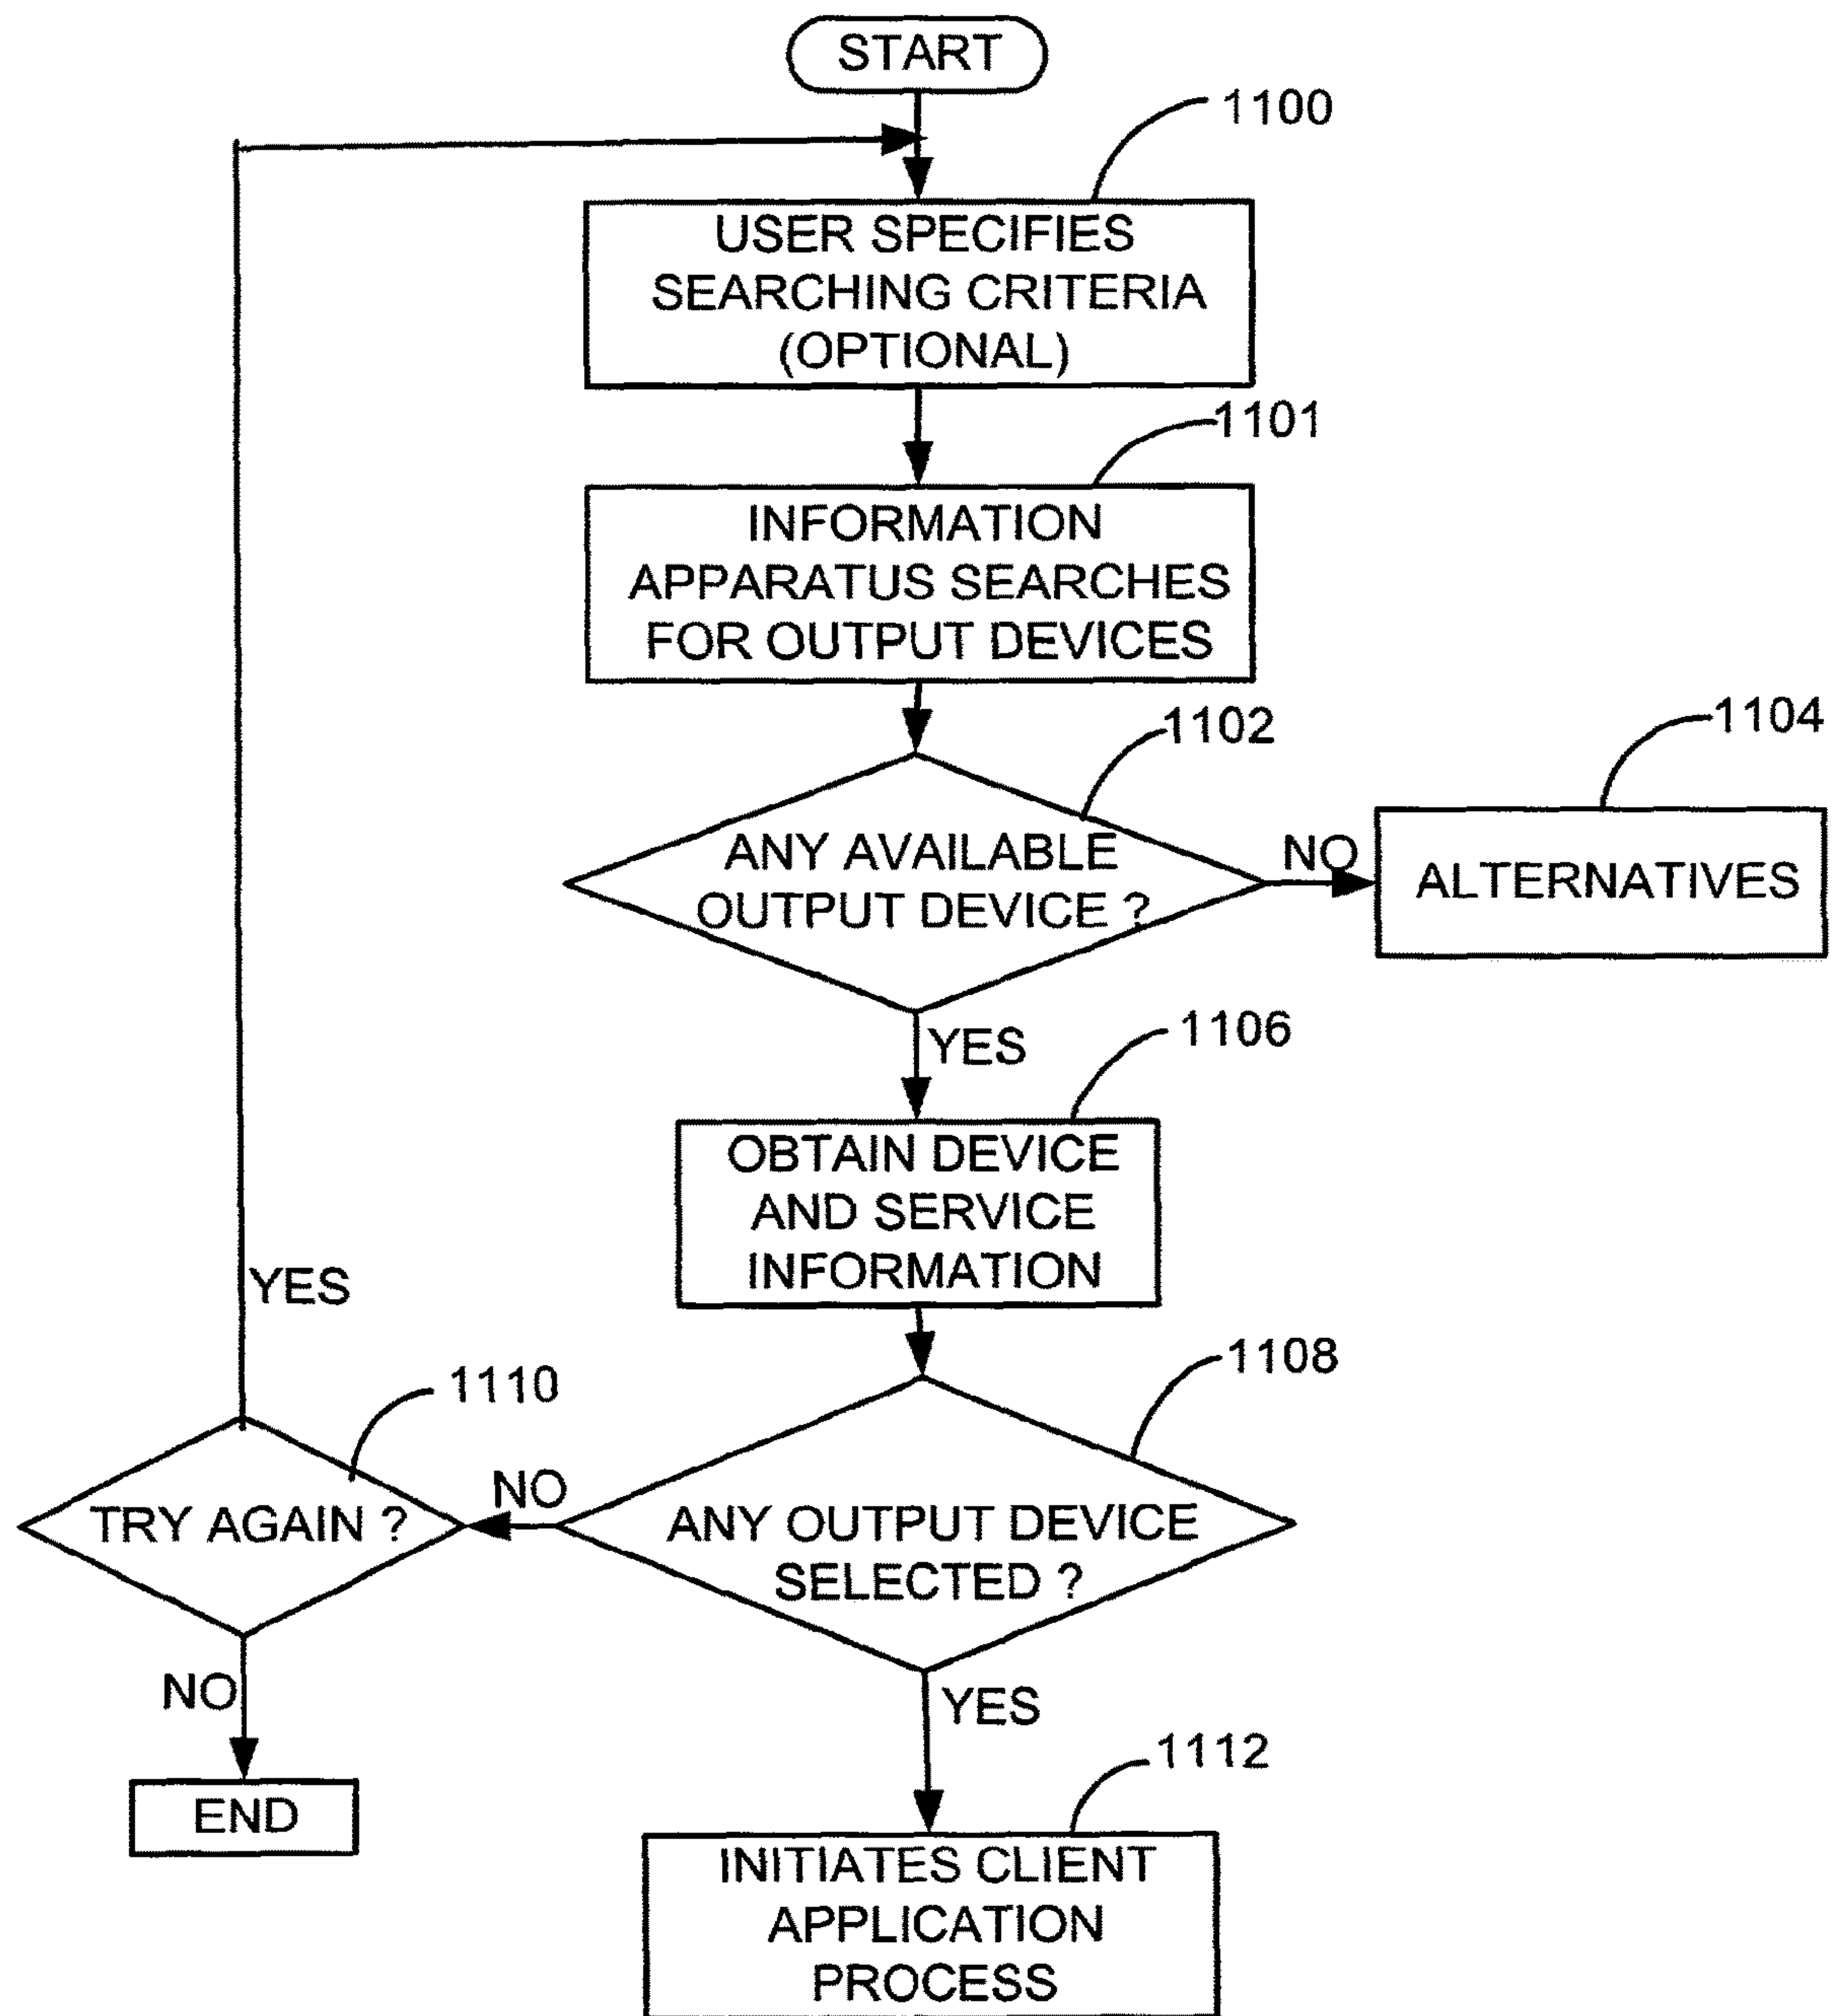 START
1100
USER SPECIFIES
SEARCHING CRITERIA
(OPTIONAL)
1101
INFORMATION
APPARATUS SEARCHES
FOR OUTPUT DEVICES
1102
1104
ANY AVAILABLE
OUTPUT DEVICE ?
NO
ALTERNATIVES
YES
1106
OBTAIN DEVICE
AND SERVICE
INFORMATION
YES
1108
1110
TRY AGAIN ?
NO
ANY OUTPUT DEVICE
SELECTED ?
NO
YES
END
1112
INITIATES CLIENT
APPLICATION
PROCESS